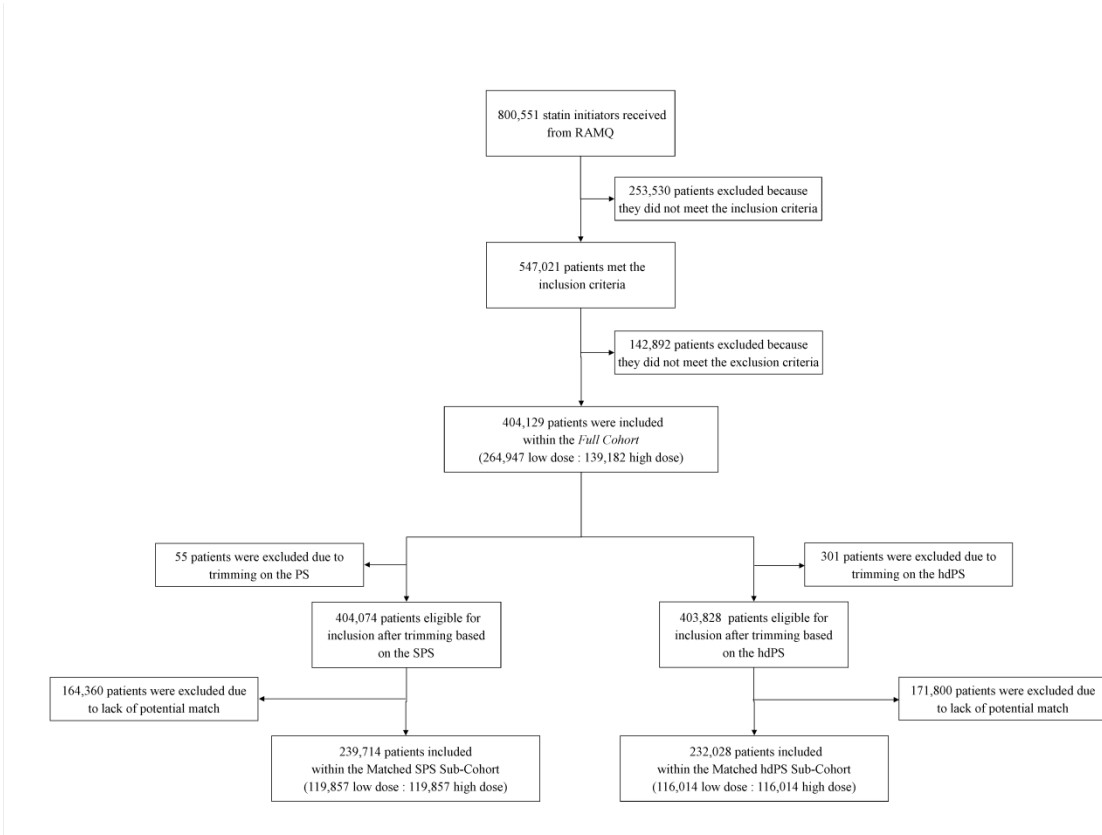 800,551 statin initiators received
from RAMQ
253,530 patients excluded because
they did not meet the inclusion criteria
547,021 patients met the
inclusion criteria
142,892 patients excluded because
they did not meet the exclusion criteria
404,129 patients were included
within the Full Cohort
(264,947 low dose : 139,182 high dose)
55 patients were excluded due to
trimming on the PS
301 patients were excluded due to
trimming on the hdPS
404,074 patients eligible for
inclusion after trimming based
on the SPS
403,828 patients eligible for
inclusion after trimming based
on the hdPS
164,360 patients were excluded due
to lack of potential match
171,800 patients were excluded due
to lack of potential match
239,714 patients included
within the Matched SPS Sub-Cohort
(119,857 low dose : 119,857 high dose)
232,028 patients included
within the Matched hdPS Sub-Cohort
(116,014 low dose : 116,014 high dose)